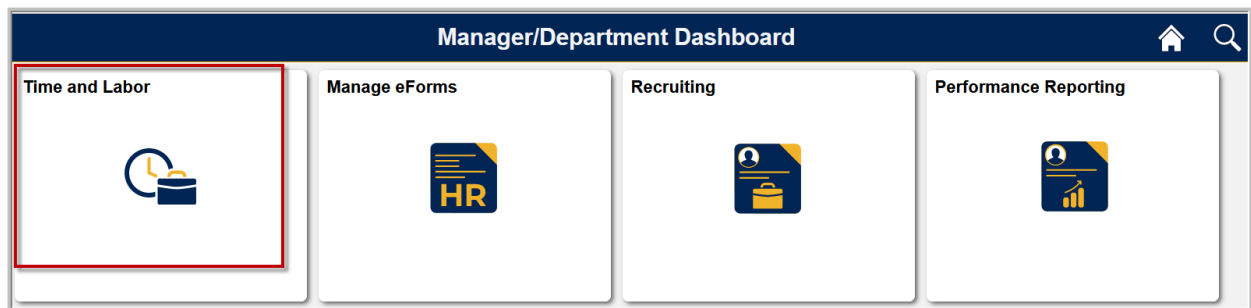 Manager/Department Dashboard
Time and Labor
Manage eForms
Recruiting
Performance Reporting
HR